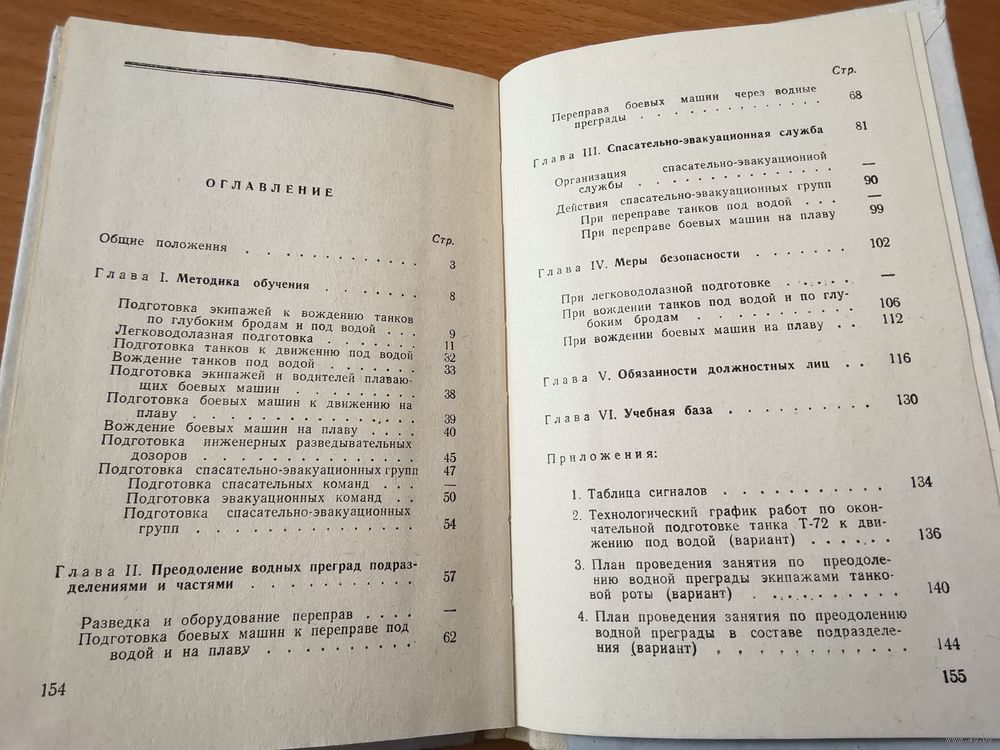 ОГЛАВЛЕНИЕ
Стр.
Общие положения . . . . . . . . . . . . 3
Глава I. Методика обучения . . . . . . . 8
Подготовка экипажей к вождению танков
по глубоким бродам и под водой . . . 9
Легководолазная подготовка . . . . . . . 11
Подготовка танков к движению под водой 32
Вождение танков под водой . . . . . . . 33
Подготовка экипажей и водителей плаваю-
щих боевых машин . . . . . . . . . 38
Подготовка боевых машин к движению на
плаву . . . . . . . . . . . . . . . 39
Вождение боевых машин на плаву . . . . 40
Подготовка инженерных разведывательных
дозоров . . . . . . . . . . . . . . 45
Подготовка спасательно-эвакуационных групп 47
Подготовка спасательных команд . . . —
Подготовка эвакуационных команд . . 50
Подготовка спасательно-эвакуационных
групп . . . . . . . . . . . . . . 54
Глава II. Преодоление водных преград подраз-
делениями и частями . . . . . . . . . . 57
Разведка и оборудование переправ . . . . —
Подготовка боевых машин к переправе под
водой и на плаву . . . . . . . . . . 62
154
Стр.
Переправа боевых машин через водные
преграды . . . . . . . . . . . . 68
Глава III. Спасательно-эвакуационная служба 81
Организация спасательно-эвакуационной
службы . . . . . . . . . . . . —
Действия спасательно-эвакуационных групп 90
При переправе танков под водой . . . —
При переправе боевых машин на плаву 99
Глава IV. Меры безопасности . . . . . . . 102
При легководолазной подготовке . . . . . —
При вождении танков под водой и по глу-
боким бродам . . . . . . . . . . 106
При вождении боевых машин на плаву . . 112
Глава V. Обязанности должностных лиц . . 116
Глава VI. Учебная база . . . . . . . . . 130
Приложения:
1. Таблица сигналов . . . . . . . . . . 134
2. Технологический график работ по окон-
чательной подготовке танка Т-72 к дви-
жению под водой (вариант) . . . . . . 136
3. План проведения занятия по преодоле-
нию водной преграды экипажами танко-
вой роты (вариант) . . . . . . . . . . 140
4. План проведения занятия по преодолению
водной преграды в составе подразделе-
ния (вариант) . . . . . . . . . . . 144
155
www.ay.by